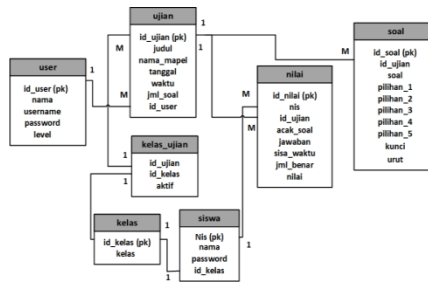 user
id_user (pk)
nama
username
password
level
1
M
ujian
id_ujian (pk)
judul
nama_mapel
tanggal
waktu
jml_soal
id_user
M
1
1
soal
id_soal (pk)
id_ujian
soal
pilihan_1
pilihan_2
pilihan_3
pilihan_4
pilihan_5
kunci
urut
M
nilai
id_nilai (pk)
nis
id_ujian
acak_soal
jawaban
sisa_waktu
jml_benar
nilai
M
M
kelas_ujian
id_ujian
id_kelas
aktif
1
1
kelas
id_kelas (pk)
kelas
1
1
siswa
Nis (pk)
nama
password
id_kelas
1